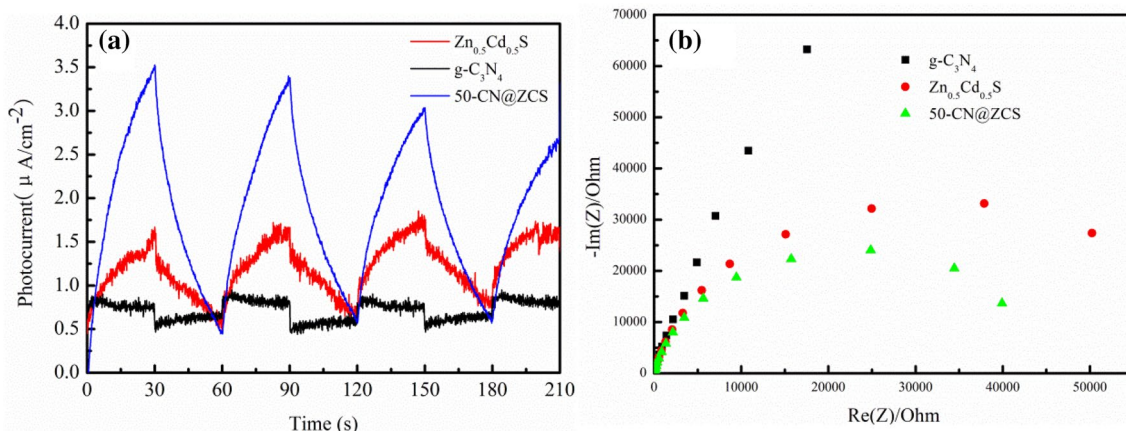 (a)
Zn0.5Cd0.5S
g-C3N4
50-CN@ZCS
Photocurrent( μ A/cm-2)
4.0
3.5
3.0
2.5
2.0
1.5
1.0
0.5
0.0
0 30 60 90 120 150 180 210
Time (s)
(b)
g-C3N4
Zn0.5Cd0.5S
50-CN@ZCS
-Im(Z)/Ohm
70000
60000
50000
40000
30000
20000
10000
0
0 10000 20000 30000 40000 50000
Re(Z)/Ohm